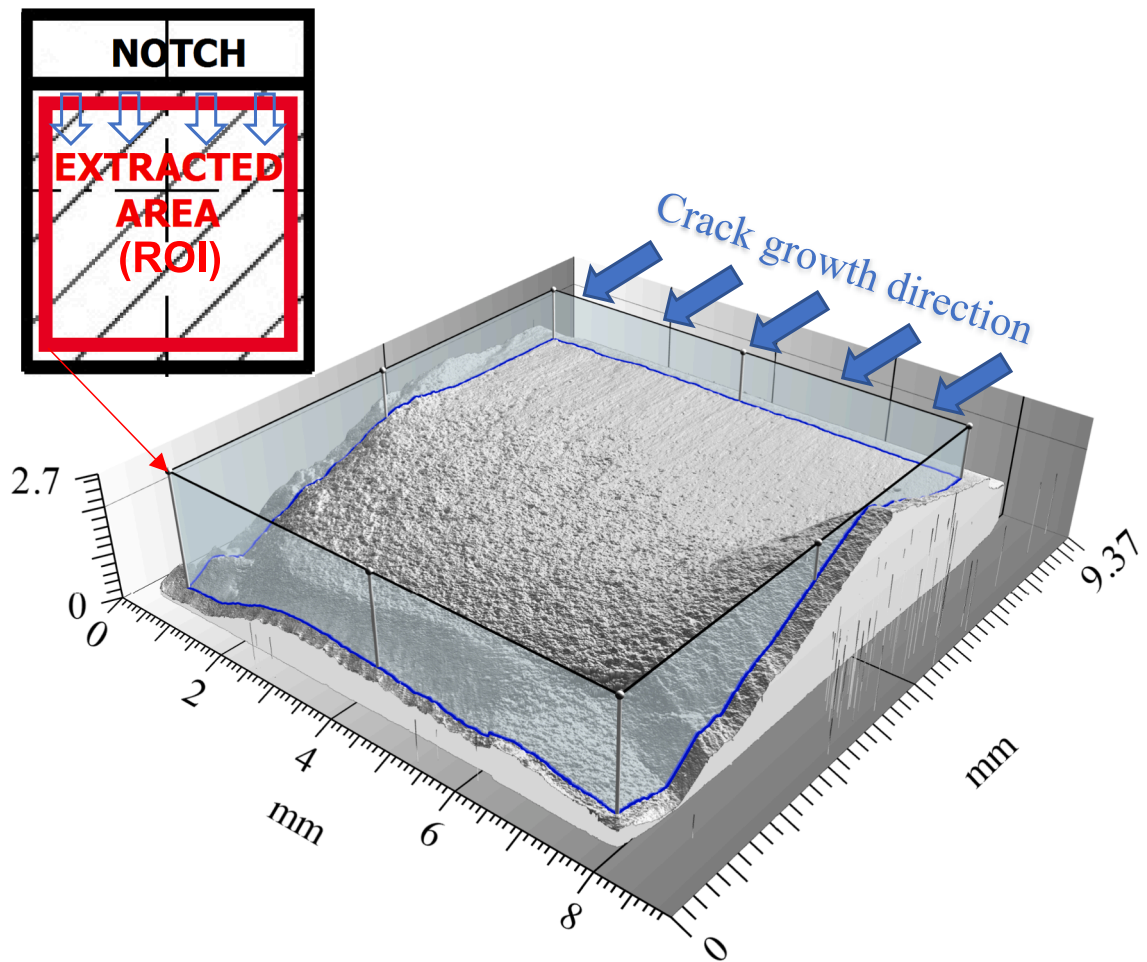 NOTCH
EXTRACTED
AREA
(ROI)
Crack growth direction
2.7
0
0
2
4
6
8
mm
9.37
mm
0